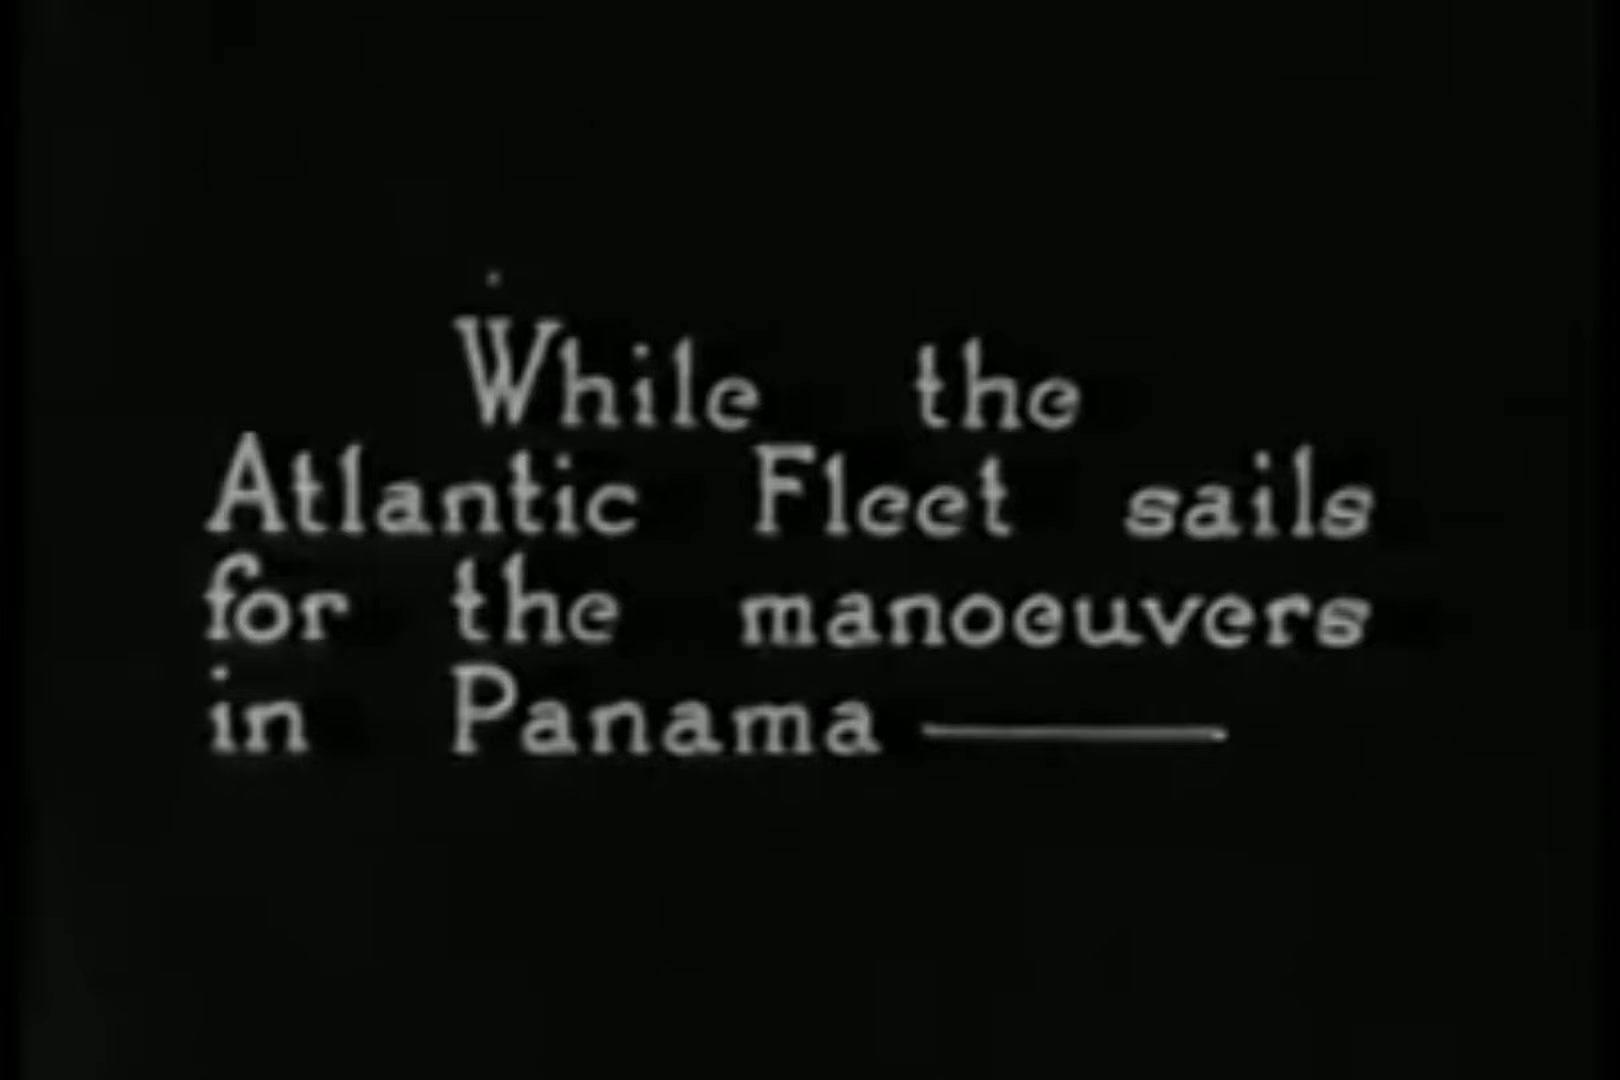 While the
Atlantic Fleet sails
for the manoeuvers
in Panama —